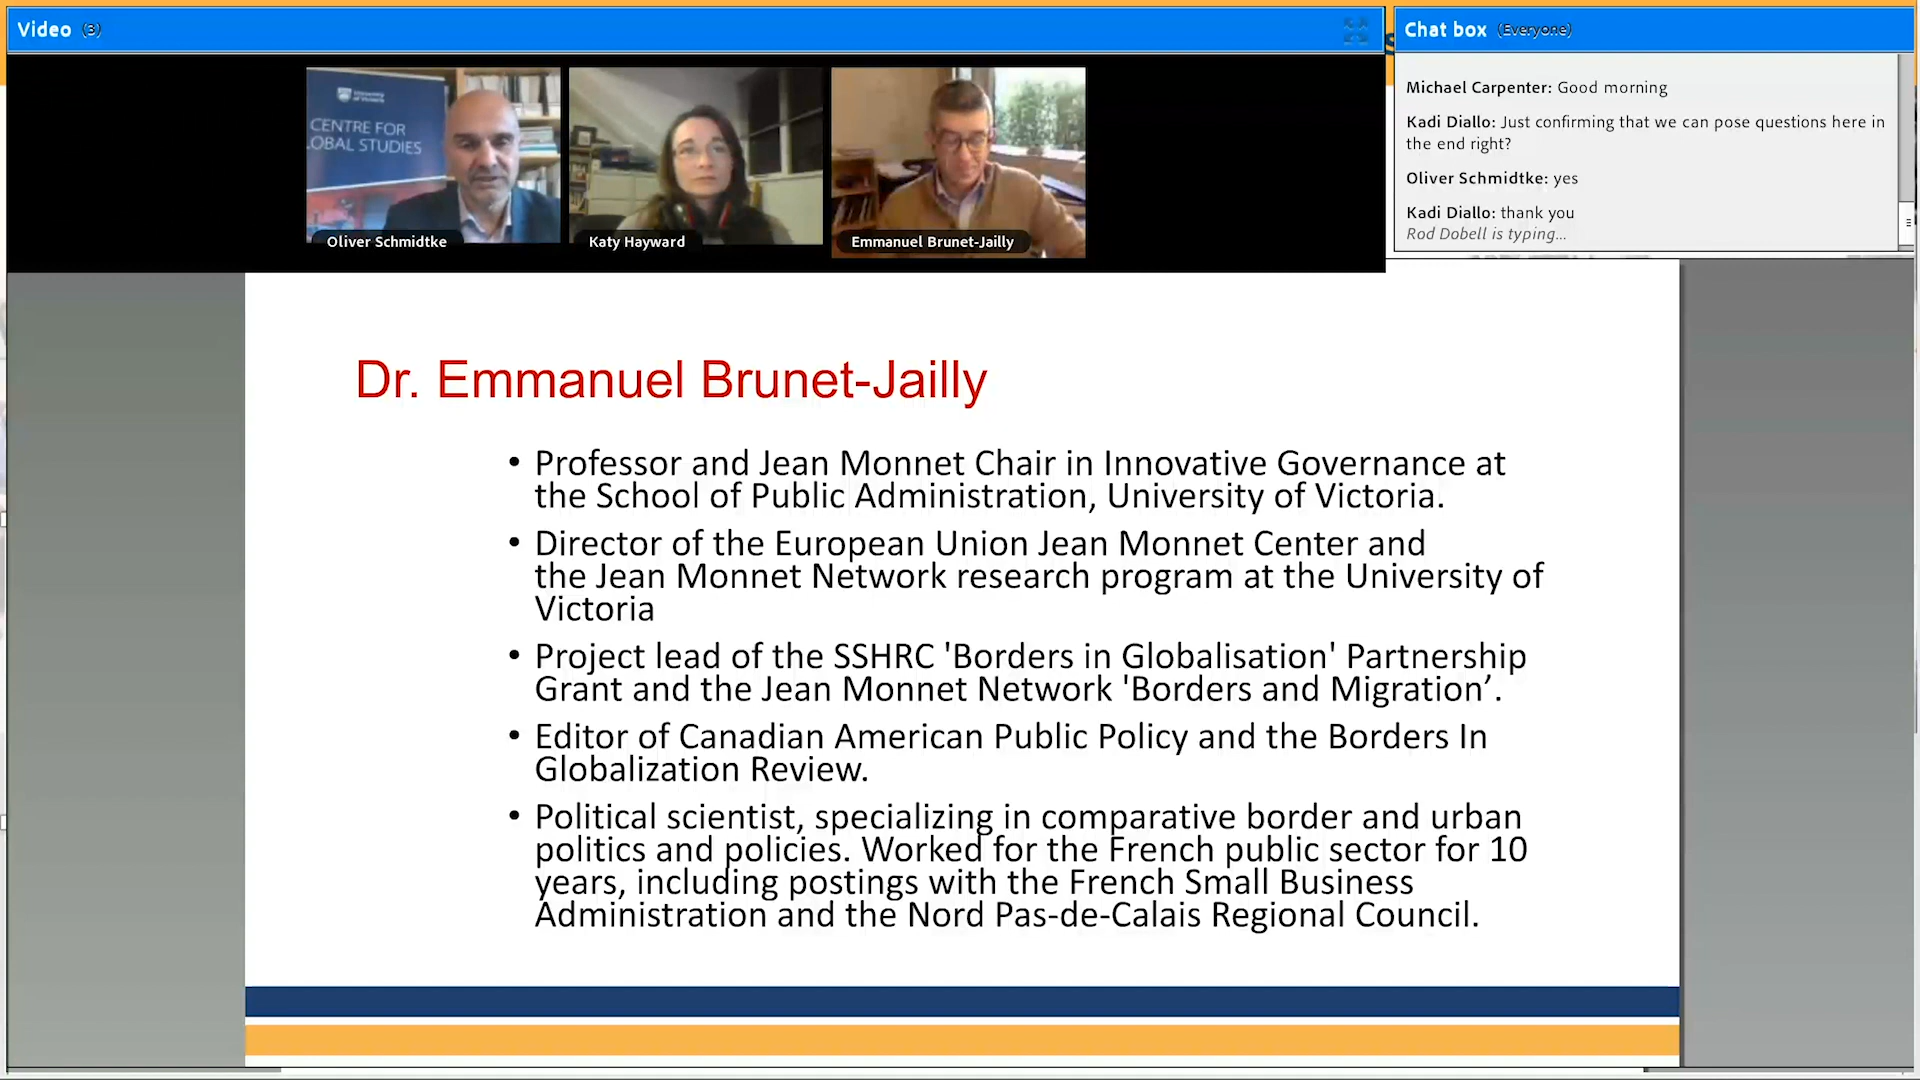 Video (3)
University
of Victoria
CENTRE FOR
OBAL STUDIES
Oliver Schmidtke
Katy Hayward
Emmanuel Brunet-Jailly
Chat box (Everyone)
Michael Carpenter: Good morning
Kadi Diallo: Just confirming that we can pose questions here in
the end right?
Oliver Schmidtke: yes
Kadi Diallo: thank you
Rod Dobell is typing...
Dr. Emmanuel Brunet-Jailly
• Professor and Jean Monnet Chair in Innovative Governance at
the School of Public Administration, University of Victoria.
• Director of the European Union Jean Monnet Center and
the Jean Monnet Network research program at the University of
Victoria
• Project lead of the SSHRC 'Borders in Globalisation' Partnership
Grant and the Jean Monnet Network 'Borders and Migration’.
• Editor of Canadian American Public Policy and the Borders In
Globalization Review.
• Political scientist, specializing in comparative border and urban
politics and policies. Worked for the French public sector for 10
years, including postings with the French Small Business
Administration and the Nord Pas-de-Calais Regional Council.